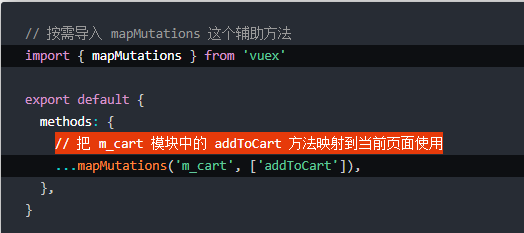 // 按需导入 mapMutations 这个辅助方法
import { mapMutations } from 'vuex'
export default {
methods: {
// 把 m_cart 模块中的 addToCart 方法映射到当前页面使用
...mapMutations('m_cart', ['addToCart']),
},
}